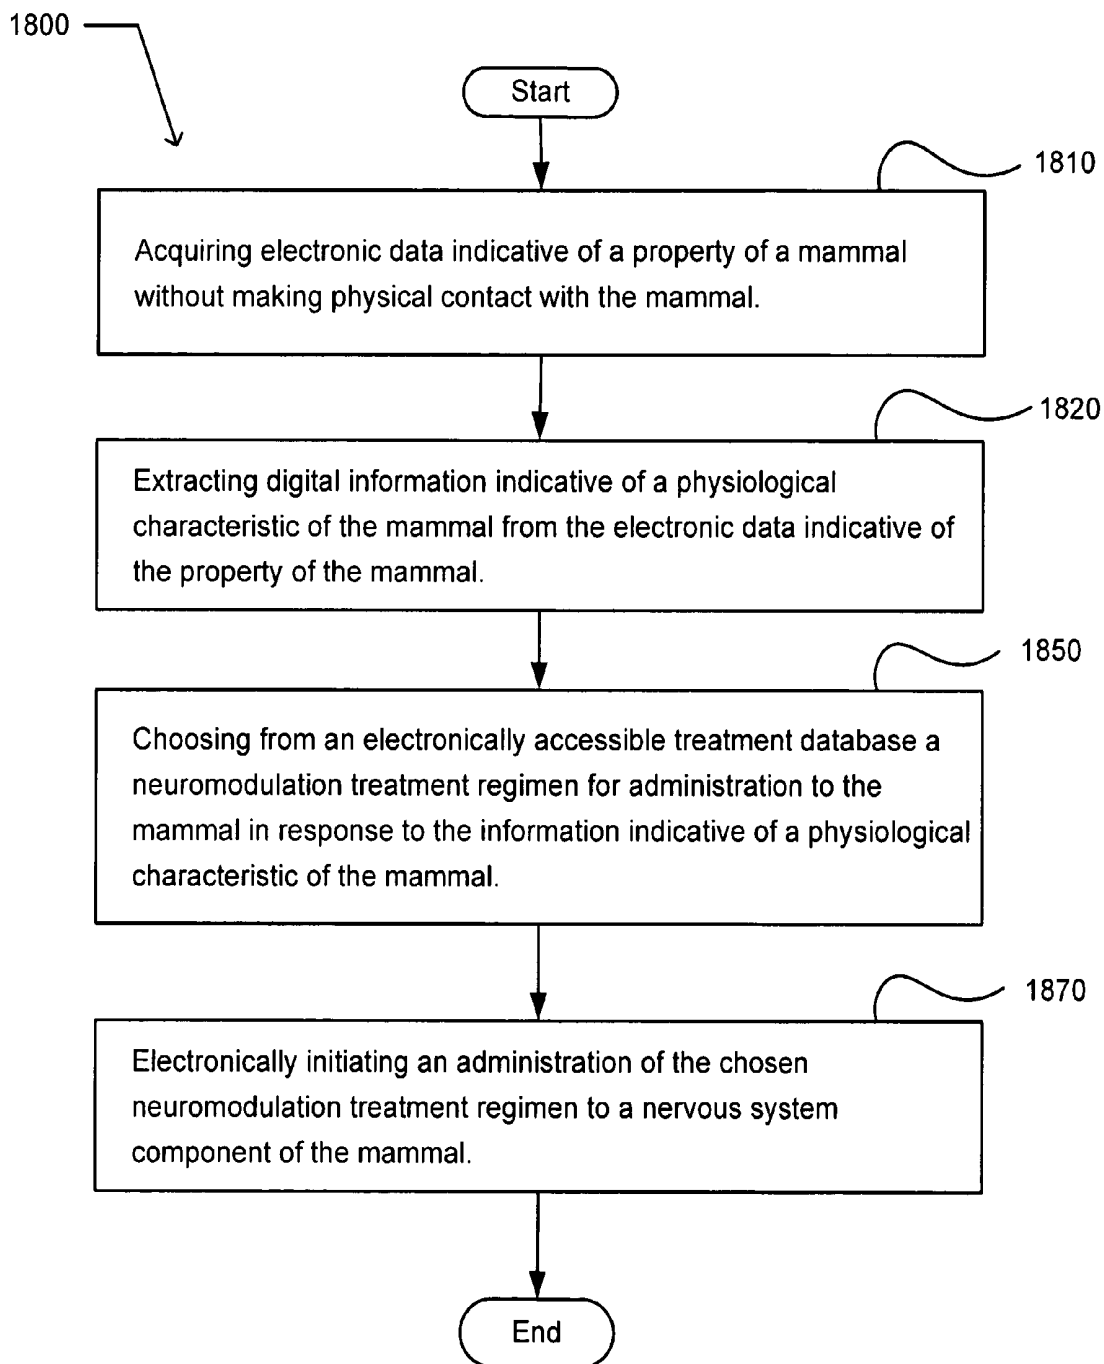 1800
Start
1810
Acquiring electronic data indicative of a property of a mammal
without making physical contact with the mammal.
1820
Extracting digital information indicative of a physiological
characteristic of the mammal from the electronic data indicative of
the property of the mammal.
1850
Choosing from an electronically accessible treatment database a
neuromodulation treatment regimen for administration to the
mammal in response to the information indicative of a physiological
characteristic of the mammal.
1870
Electronically initiating an administration of the chosen
neuromodulation treatment regimen to a nervous system
component of the mammal.
End